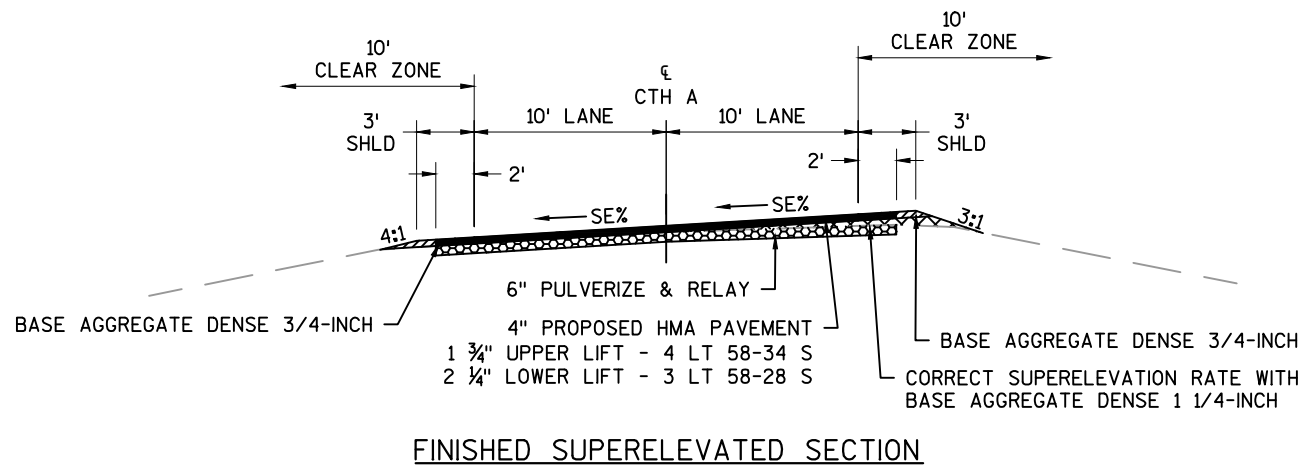 10'
CLEAR ZONE
10'
CLEAR ZONE
℄
CTH A
3'
SHLD
10' LANE
10' LANE
3'
SHLD
2'
2'
SE%
SE%
4:1
3:1
6" PULVERIZE & RELAY
BASE AGGREGATE DENSE 3/4-INCH
4" PROPOSED HMA PAVEMENT
1 ¾" UPPER LIFT - 4 LT 58-34 S
2 ¼" LOWER LIFT - 3 LT 58-28 S
BASE AGGREGATE DENSE 3/4-INCH
CORRECT SUPERELEVATION RATE WITH
BASE AGGREGATE DENSE 1 1/4-INCH
FINISHED SUPERELEVATED SECTION